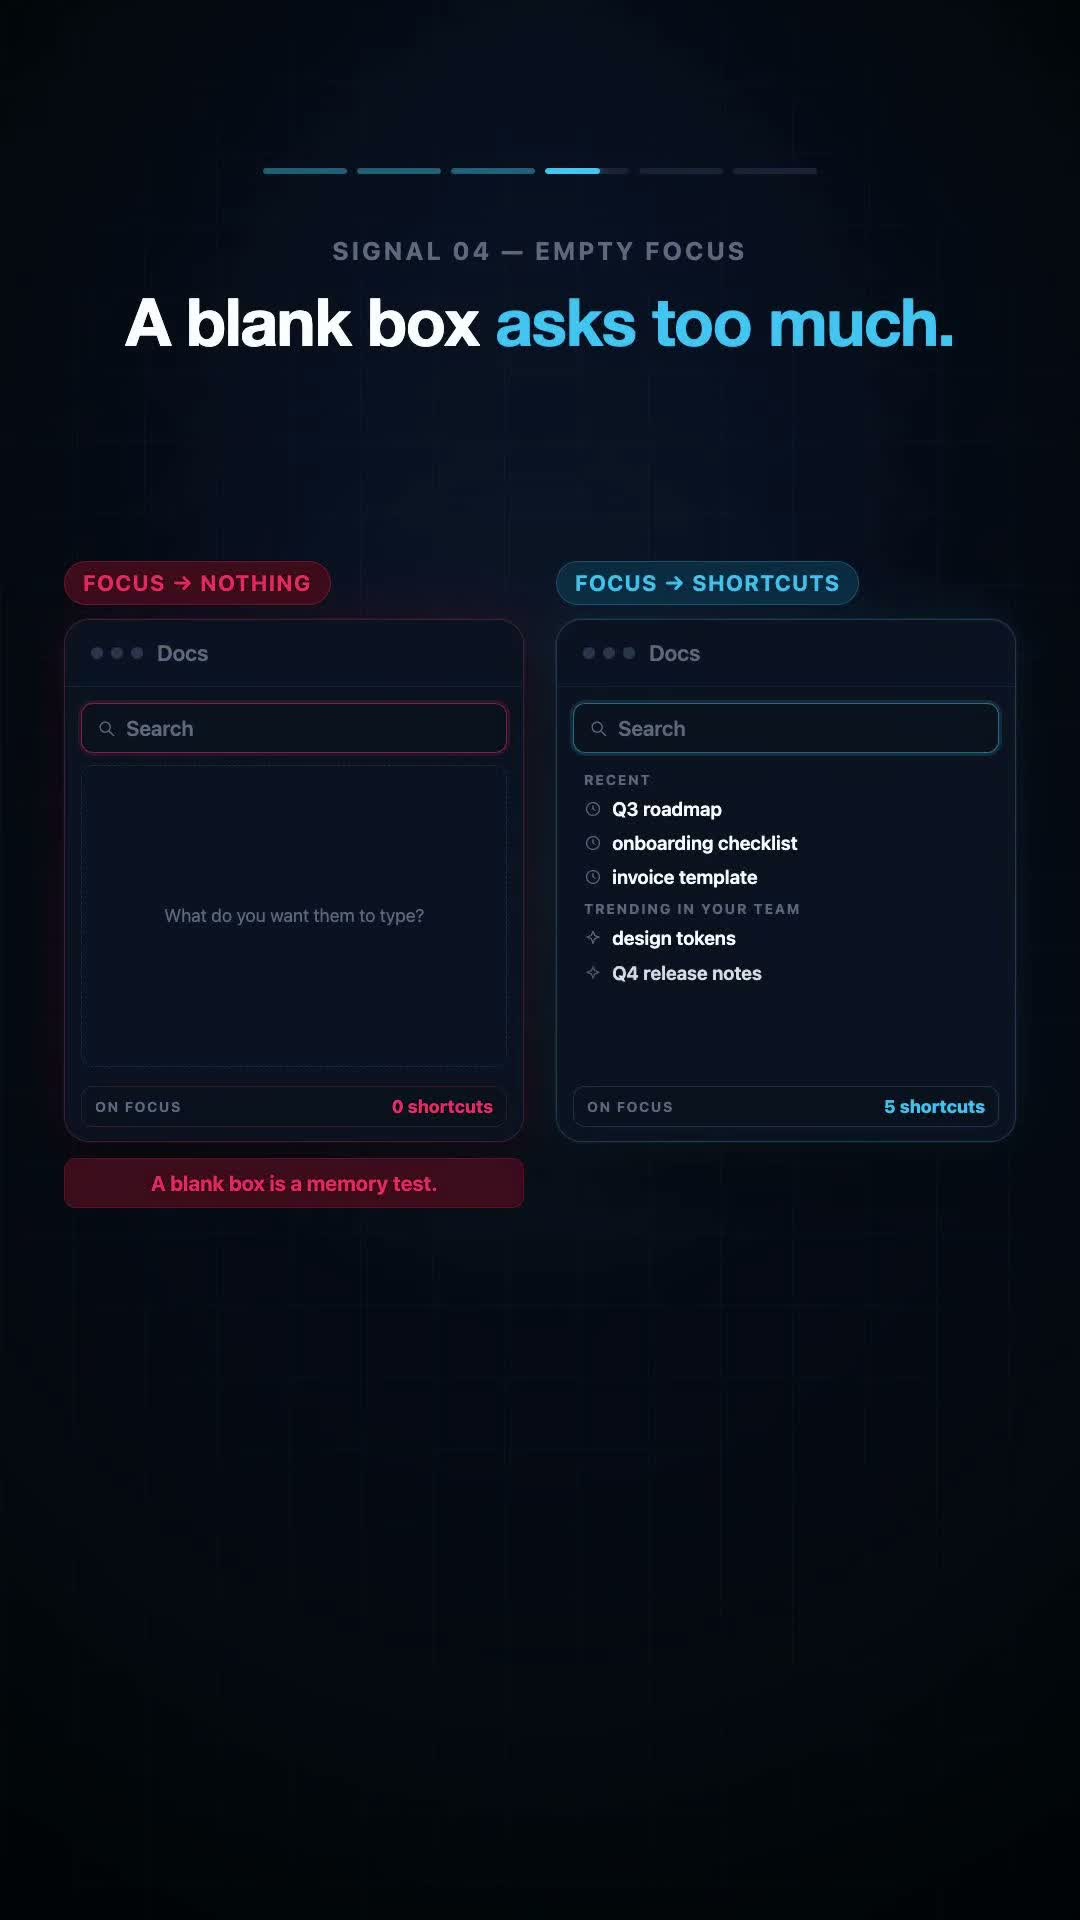 SIGNAL 04 — EMPTY FOCUS
A blank box asks too much.
FOCUS → NOTHING
Docs
Search
What do you want them to type?
ON FOCUS 0 shortcuts
A blank box is a memory test.
FOCUS → SHORTCUTS
Docs
Search
RECENT
Q3 roadmap
onboarding checklist
invoice template
TRENDING IN YOUR TEAM
design tokens
Q4 release notes
ON FOCUS 5 shortcuts